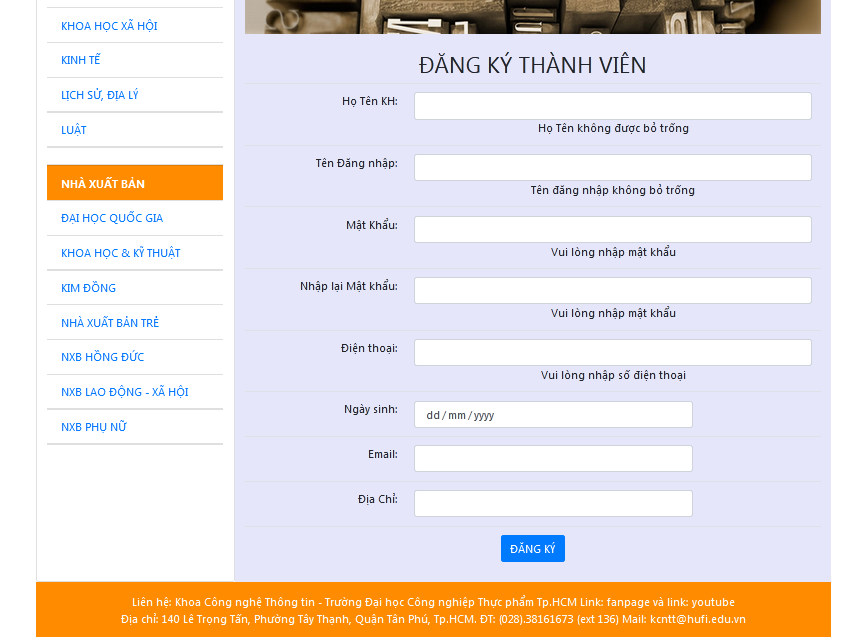 KHOA HỌC XÃ HỘI
KINH TẾ
LỊCH SỬ, ĐỊA LÝ
LUẬT
NHÀ XUẤT BẢN
ĐẠI HỌC QUỐC GIA
KHOA HỌC & KỸ THUẬT
KIM ĐỒNG
NHÀ XUẤT BẢN TRẺ
NXB HỒNG ĐỨC
NXB LAO ĐỘNG - XÃ HỘI
NXB PHỤ NỮ
ĐĂNG KÝ THÀNH VIÊN
Họ Tên KH:
Họ Tên không được bỏ trống
Tên Đăng nhập:
Tên đăng nhập không bỏ trống
Mật Khẩu:
Vui lòng nhập mật khẩu
Nhập lại Mật khẩu:
Vui lòng nhập mật khẩu
Điện thoại:
Vui lòng nhập số điện thoại
Ngày sinh: dd/mm/yyyy
Email:
Địa Chỉ:
ĐĂNG KÝ
Liên hệ: Khoa Công nghệ Thông tin - Trường Đại học Công nghiệp Thực phẩm Tp.HCM Link: fanpage và link: youtube
Địa chỉ: 140 Lê Trọng Tấn, Phường Tây Thạnh, Quận Tân Phú, Tp.HCM. ĐT: (028).38161673 (ext 136) Mail: kcntt@hufi.edu.vn